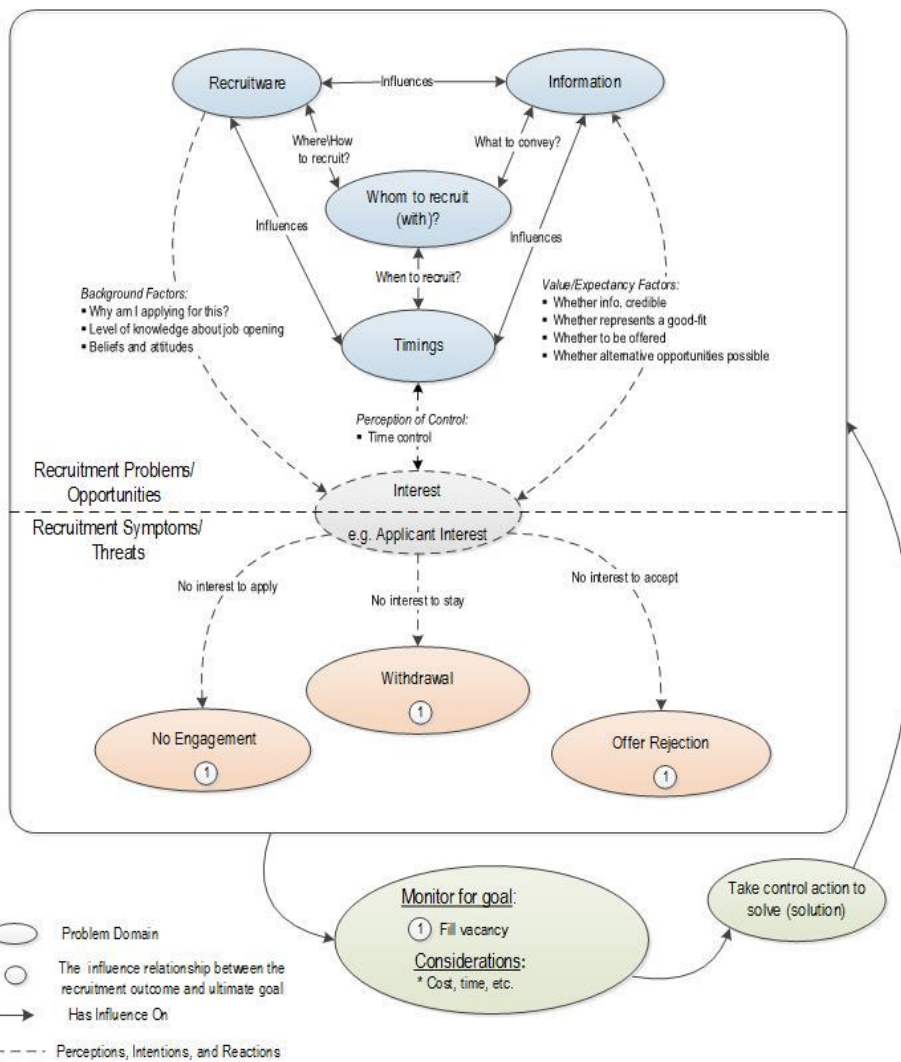 Recruitware
Influences
Information
Where\How
to recruit?
What to convey?
Whom to recruit
(with)?
Influences
Influences
When to recruit?
Background Factors:
▪ Why am I applying for this?
▪ Level of knowledge about job opening
▪ Beliefs and attitudes
Value/Expectancy Factors:
▪ Whether info. credible
▪ Whether represents a good-fit
▪ Whether to be offered
▪ Whether alternative opportunities possible
Timings
Perception of Control:
▪ Time control
Recruitment Problems/
Opportunities
Interest
Recruitment Symptoms/
Threats
e.g. Applicant Interest
No interest to apply
No interest to stay
No interest to accept
Withdrawal
1
No Engagement
1
Offer Rejection
1
Monitor for goal:
1 Fill vacancy
Considerations:
* Cost, time, etc.
Take control action to
solve (solution)
Problem Domain
The influence relationship between the
recruitment outcome and ultimate goal
Has Influence On
Perceptions, Intentions, and Reactions